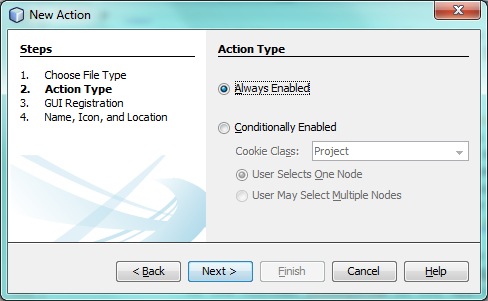 New Action
Steps
1. Choose File Type
2. Action Type
3. GUI Registration
4. Name, Icon, and Location
Action Type
Always Enabled
Conditionally Enabled
Cookie Class: Project
User Selects One Node
User May Select Multiple Nodes
< Back Next > Finish Cancel Help